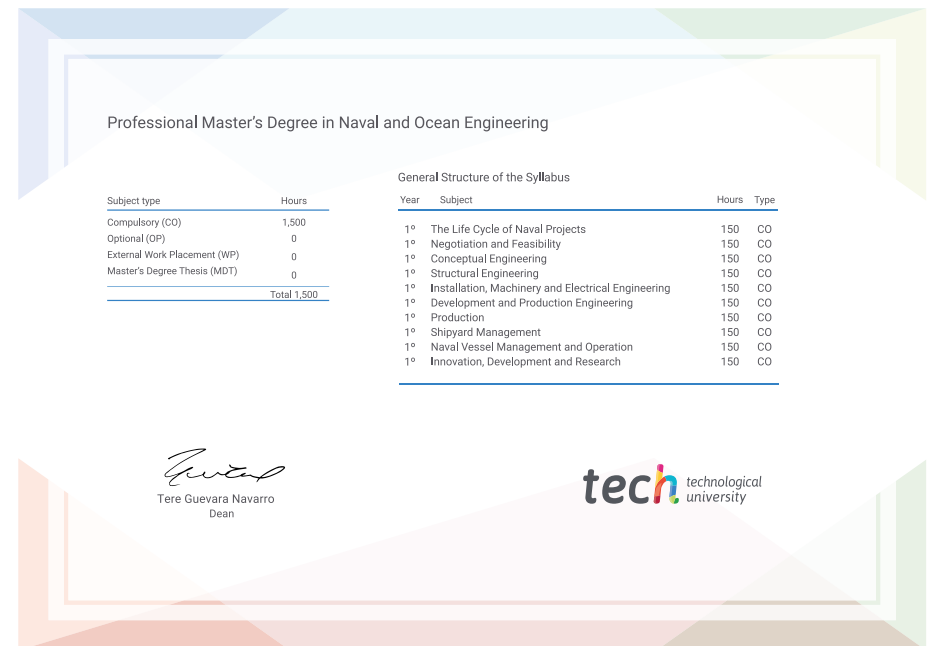 Professional Master's Degree in Naval and Ocean Engineering
Subject type Hours
Compulsory (CO) 1,500
Optional (OP) 0
External Work Placement (WP) 0
Master's Degree Thesis (MDT) 0
Total 1,500
General Structure of the Syllabus
Year Subject Hours Type
1º The Life Cycle of Naval Projects 150 CO
1º Negotiation and Feasibility 150 CO
1º Conceptual Engineering 150 CO
1º Structural Engineering 150 CO
1º Installation, Machinery and Electrical Engineering 150 CO
1º Development and Production Engineering 150 CO
1º Production 150 CO
1º Shipyard Management 150 CO
1º Naval Vessel Management and Operation 150 CO
1º Innovation, Development and Research 150 CO
Tere Guevara Navarro
Dean
tech technological
university